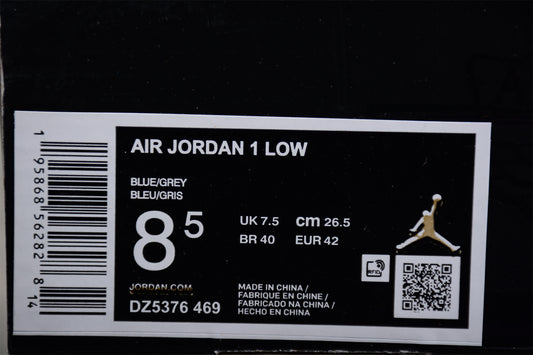 AIR JORDAN 1 LOW
BLUE/GREY
BLEU/GRIS
8 5
UK 7.5 cm 26.5
BR 40 EUR 42
JORDAN.COM
DZ5376 469
MADE IN CHINA /
FABRIQUE EN CHINE /
FABRICADO NA CHINA /
HECHO EN CHINA
1 95868 56282 8 14